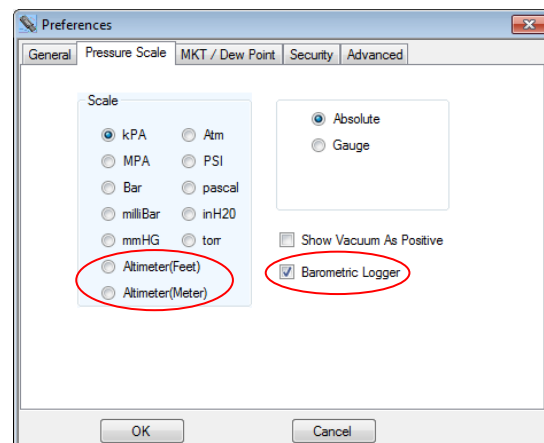 Preferences
General Pressure Scale MKT / Dew Point Security Advanced
Scale
kPA Atm
MPA PSI
Bar pascal
milliBar inH20
mmHG torr
Altimeter(Feet)
Altimeter(Meter)
Absolute
Gauge
Show Vacuum As Positive
Barometric Logger
OK Cancel